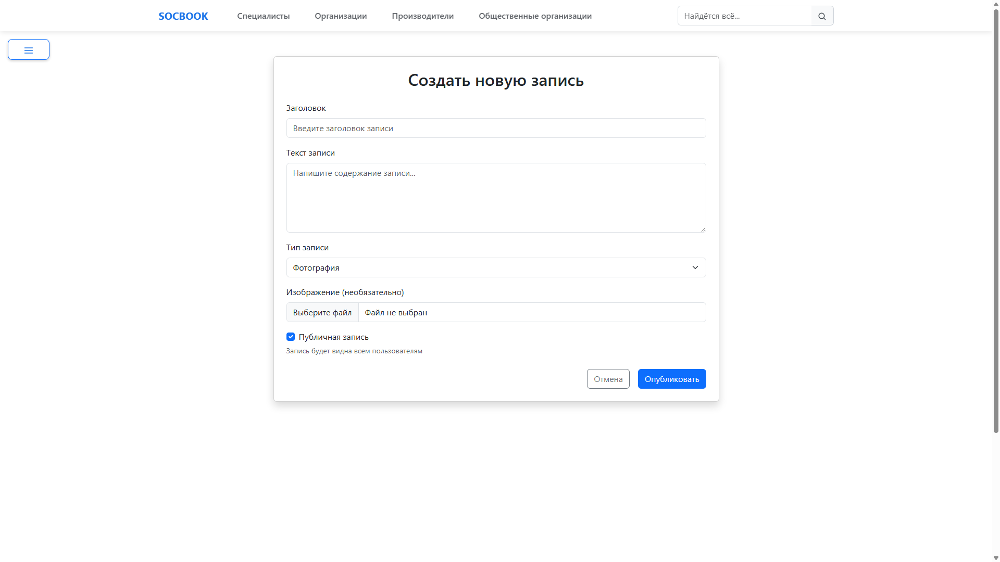 SOCBOOK Специалисты Организации Производители Общественные организации Найдётся всё...
Создать новую запись
Заголовок
Введите заголовок записи
Текст записи
Напишите содержание записи...
Тип записи
Фотография
Изображение (необязательно)
Выберите файл Файл не выбран
Публичная запись
Запись будет видна всем пользователям
Отмена Опубликовать